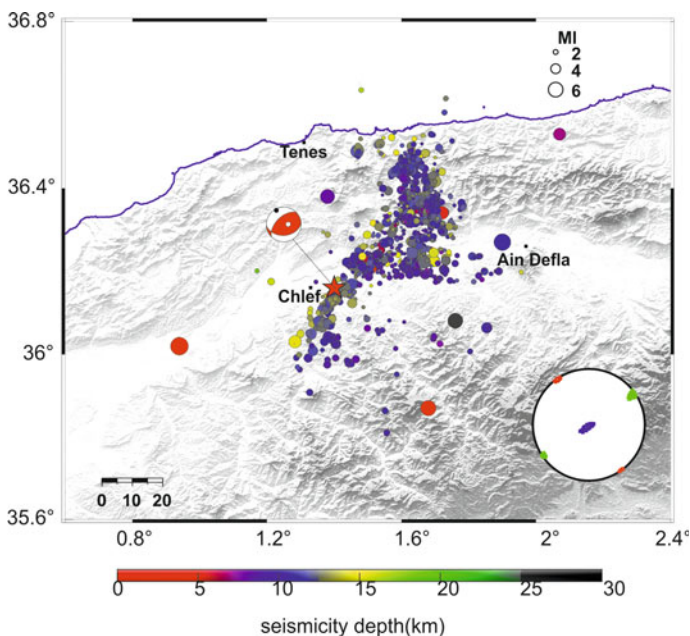 36.8
Ml
2
4
6
Tenes
36.4
Ain Defla
Chlef
36
0 10 20
35.6
0.8 1.2 1.6 2 2.4
0 5 10 15 20 25 30
seismicity depth(km)